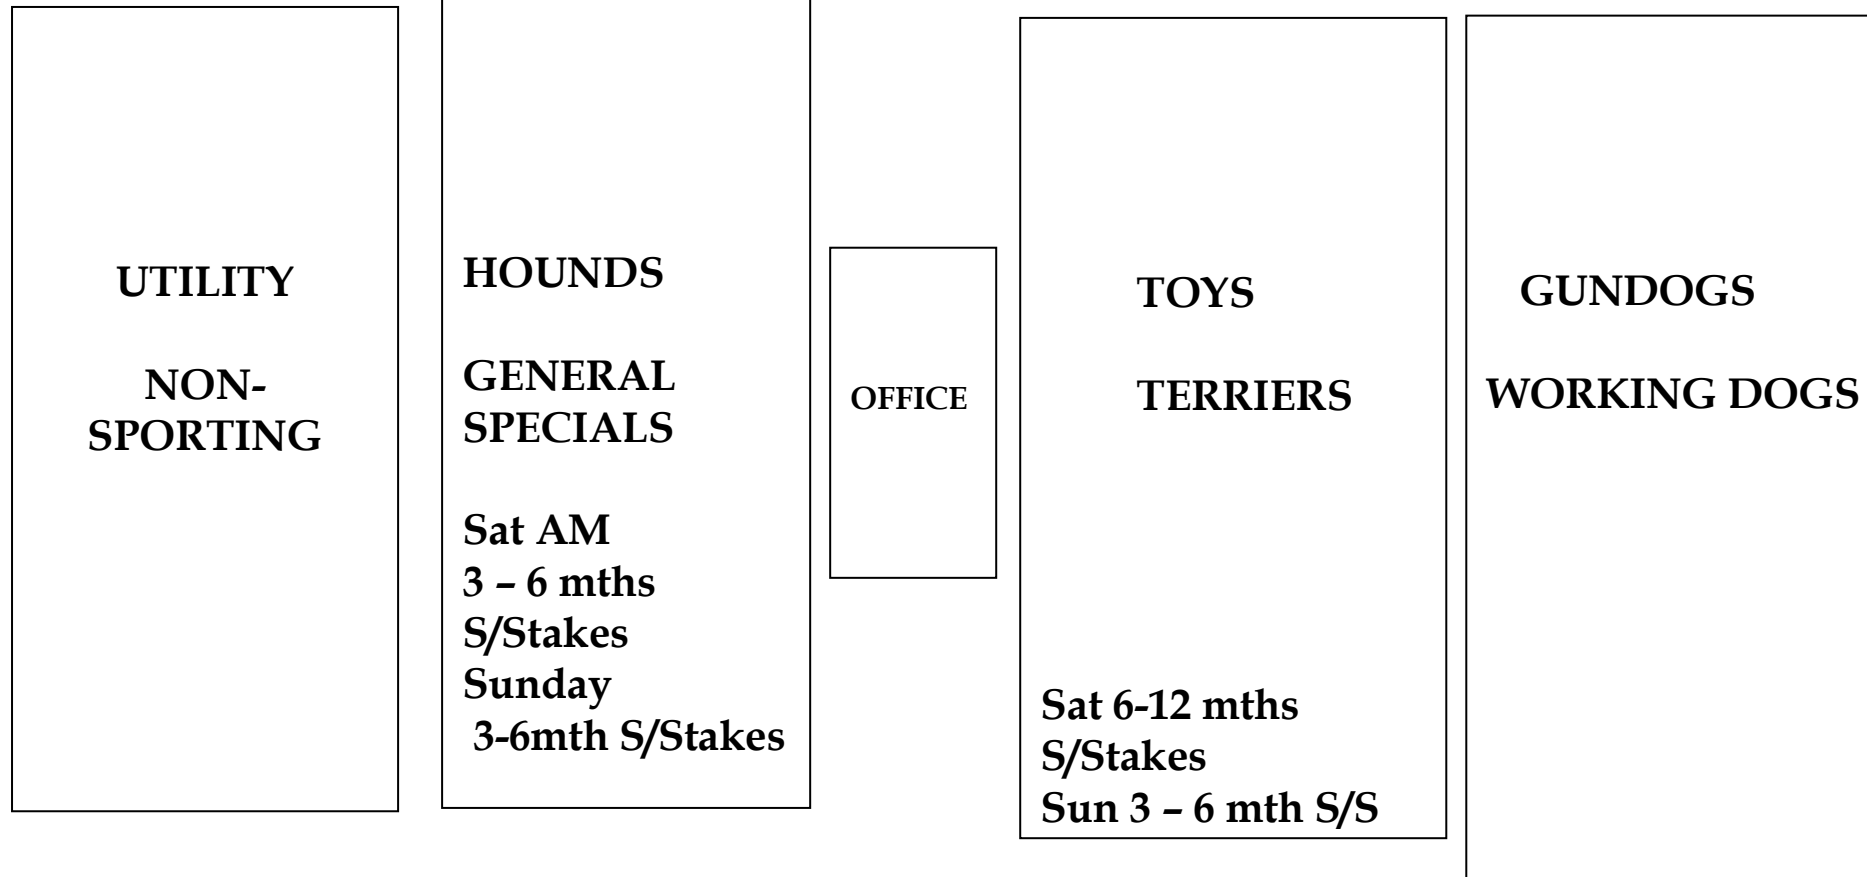 UTILITY
NON-
SPORTING
HOUNDS
GENERAL
SPECIALS
Sat AM
3 – 6 mths
S/Stakes
Sunday
3-6mth S/Stakes
OFFICE
TOYS
TERRIERS
Sat 6-12 mths
S/Stakes
Sun 3 – 6 mth S/S
GUNDOGS
WORKING DOGS